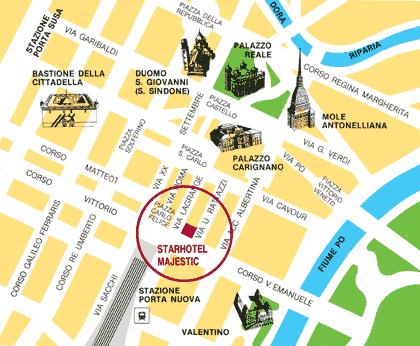 STAZIONE
PORTA SUSA
VIA GARIBALDI
PIAZZA DELLA
REPUBBLICA
DORA
RIPARIA
BASTIONE DELLA
CITTADELLA
DUOMO
S. GIOVANNI
(S. SINDONE)
PALAZZO
REALE
CORSO REGINA MARGHERITA
PIAZZA
CASTELLO
MOLE
ANTONELLIANA
PIAZZA
SOLFERINO
SETTEMBRE
VIA XX
PIAZZA
S. CARLO
PALAZZO
CARIGNANO
VIA PO
VIA G. VERDI
PIAZZA
VITTORIO
VENETO
CORSO
MATTEOTTI
CORSO
VITTORIO
VIA ROMA
VIA LAGRANGE
PIAZZA
CARLO
FELICE
VIA U. RATTAZZI
ALBERTINA
VIA CAVOUR
CORSO GALILEO FERRARIS
CORSO RE UMBERTO
VIA SACCHI
STARHOTEL
MAJESTIC
STAZIONE
PORTA NUOVA
CORSO V. EMANUELE
FIUME PO
VALENTINO